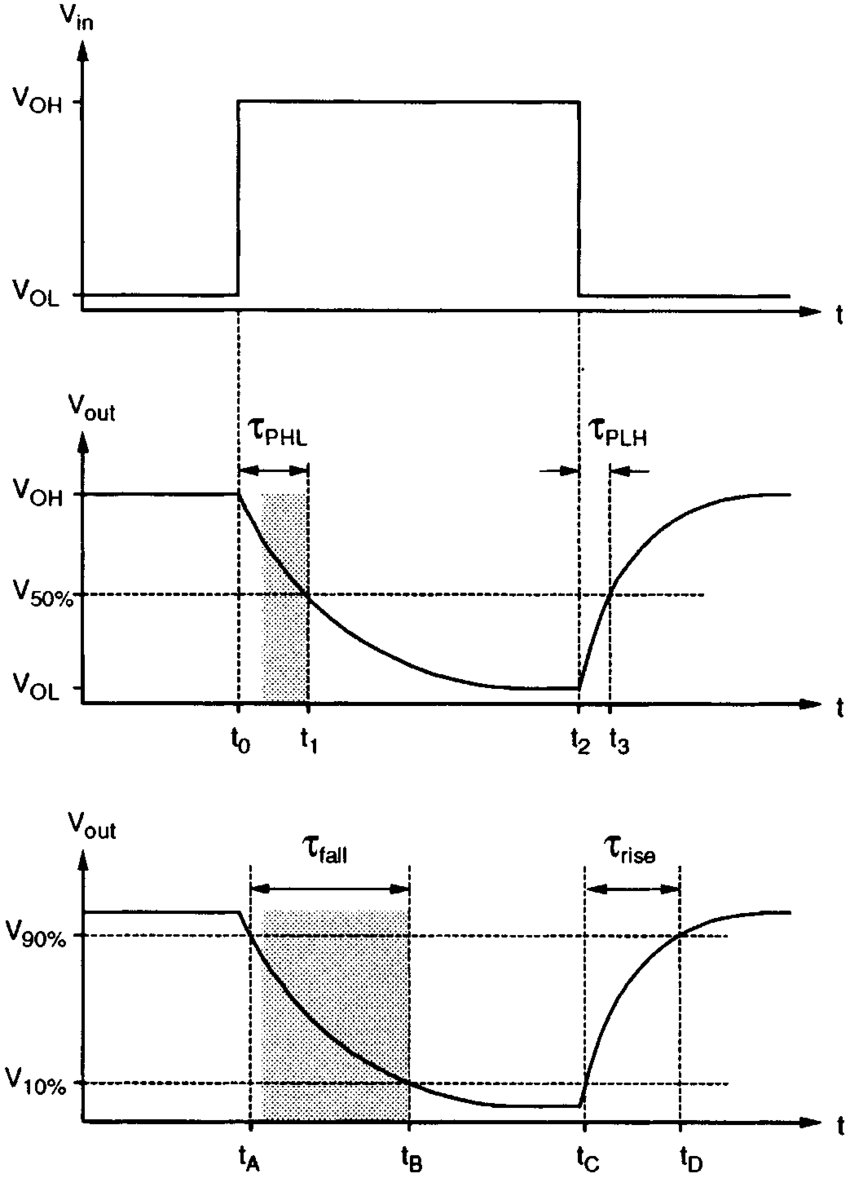 V_in
V_OH
V_OL
t
V_out
τ_PHL
τ_PLH
V_OH
V_50%
V_OL
t
t_0 t_1 t_2 t_3
V_out
τ_fall
τ_rise
V_90%
V_10%
t
t_A t_B t_C t_D